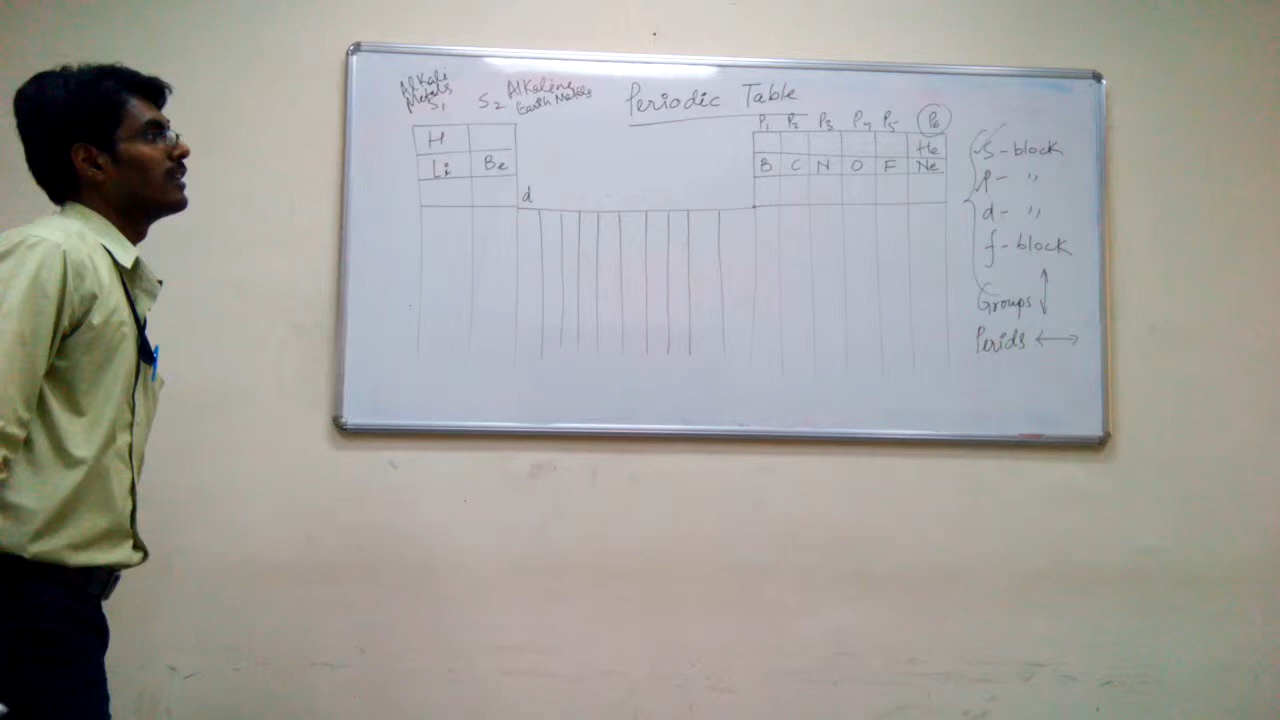 Alkali
Metals
S1 S2 Alkaline
Earth Metals
Periodic Table
P1 P2 P3 P4 P5 P6
H He
Li Be B C N O F Ne
d
S-block
p- "
d- "
f-block
Groups ↕
Perids ↔